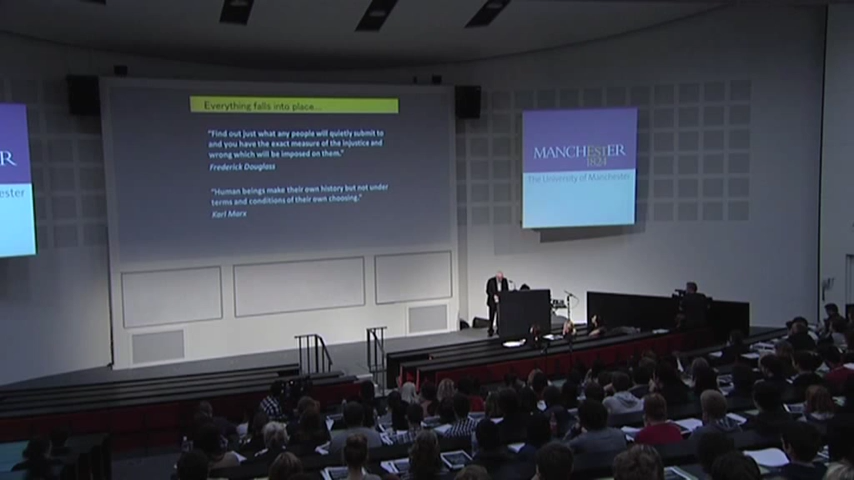 Everything falls into place...
"Find out just what any people will quietly submit to
and you have the exact measure of the injustice and
wrong which will be imposed on them."
Frederick Douglass
"Human beings make their own history but not under
terms and conditions of their own choosing."
Karl Marx
MANCHESTER
1824
The University of Manchester
ER
ester